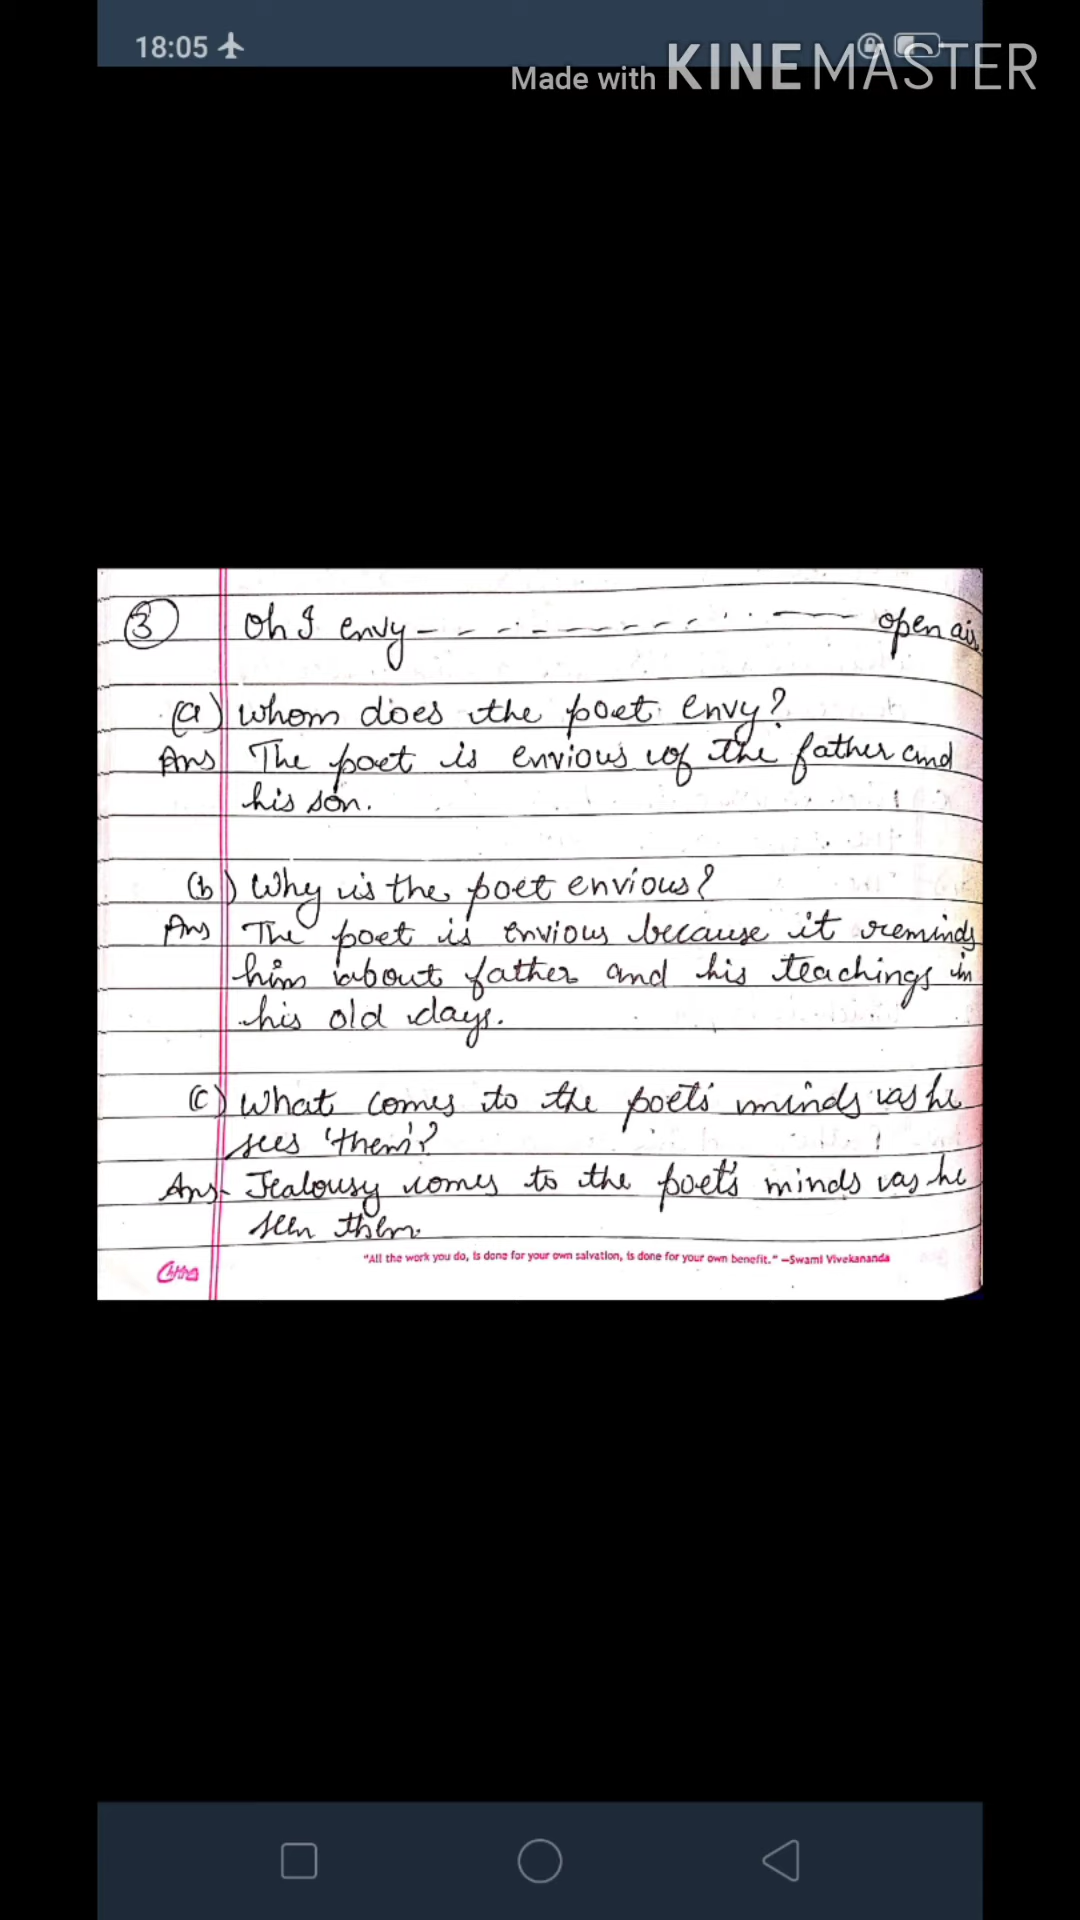 18:05
Made with KINEMASTER
3 Oh I envy - - - - - - - - - - open air
(a) Whom does the poet envy?
Ans The poet is envious of the father and
his son.
(b) Why is the poet envious?
Ans The poet is envious because it reminds
him about father and his teachings in
his old days.
(c) What comes to the poet's minds as he
sees 'them'?
Ans- Jealousy comes to the poet's minds as he
seen them.
"All the work you do, is done for your own salvation, is done for your own benefit." —Swami Vivekananda